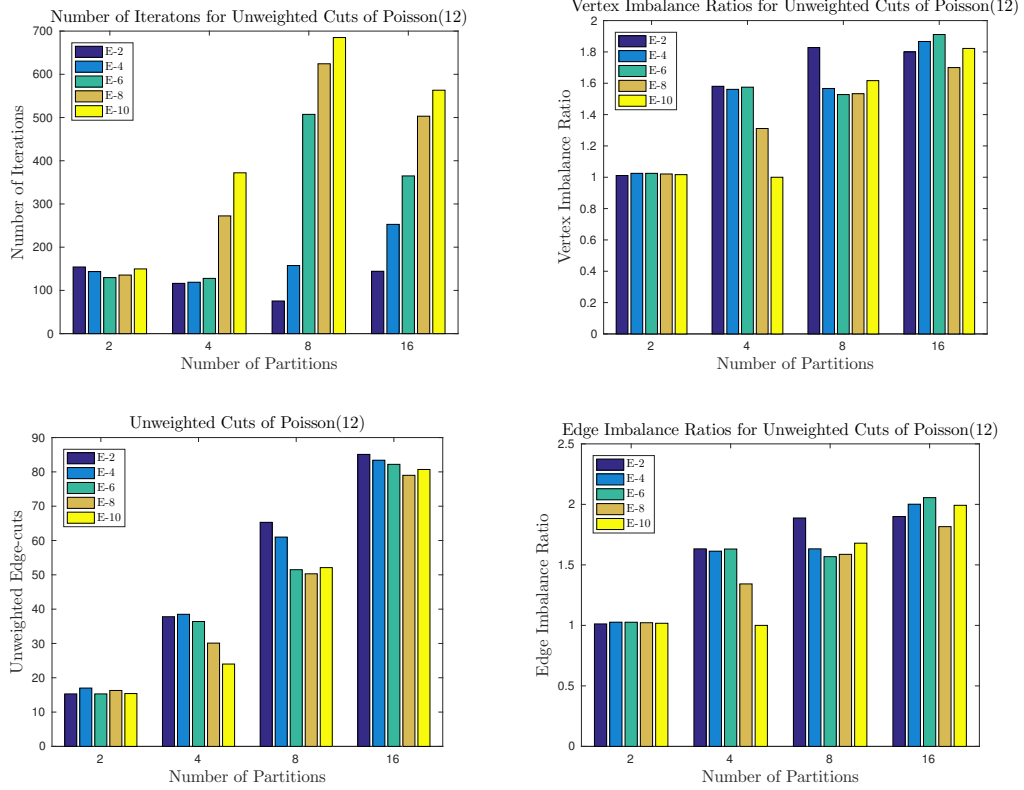 Number of Iteratons for Unweighted Cuts of Poisson(12)
700
600
500
400
300
200
100
0
E-2
E-4
E-6
E-8
E-10
2 4 8 16
Number of Iterations
Number of Partitions
Vertex Imbalance Ratios for Unweighted Cuts of Poisson(12)
2
1.8
1.6
1.4
1.2
1
0.8
0.6
0.4
0.2
0
E-2
E-4
E-6
E-8
E-10
2 4 8 16
Vertex Imbalance Ratio
Number of Partitions
Unweighted Cuts of Poisson(12)
90
80
70
60
50
40
30
20
10
0
E-2
E-4
E-6
E-8
E-10
2 4 8 16
Unweighted Edge-cuts
Number of Partitions
Edge Imbalance Ratios for Unweighted Cuts of Poisson(12)
2.5
2
1.5
1
0.5
0
E-2
E-4
E-6
E-8
E-10
2 4 8 16
Edge Imbalance Ratio
Number of Partitions